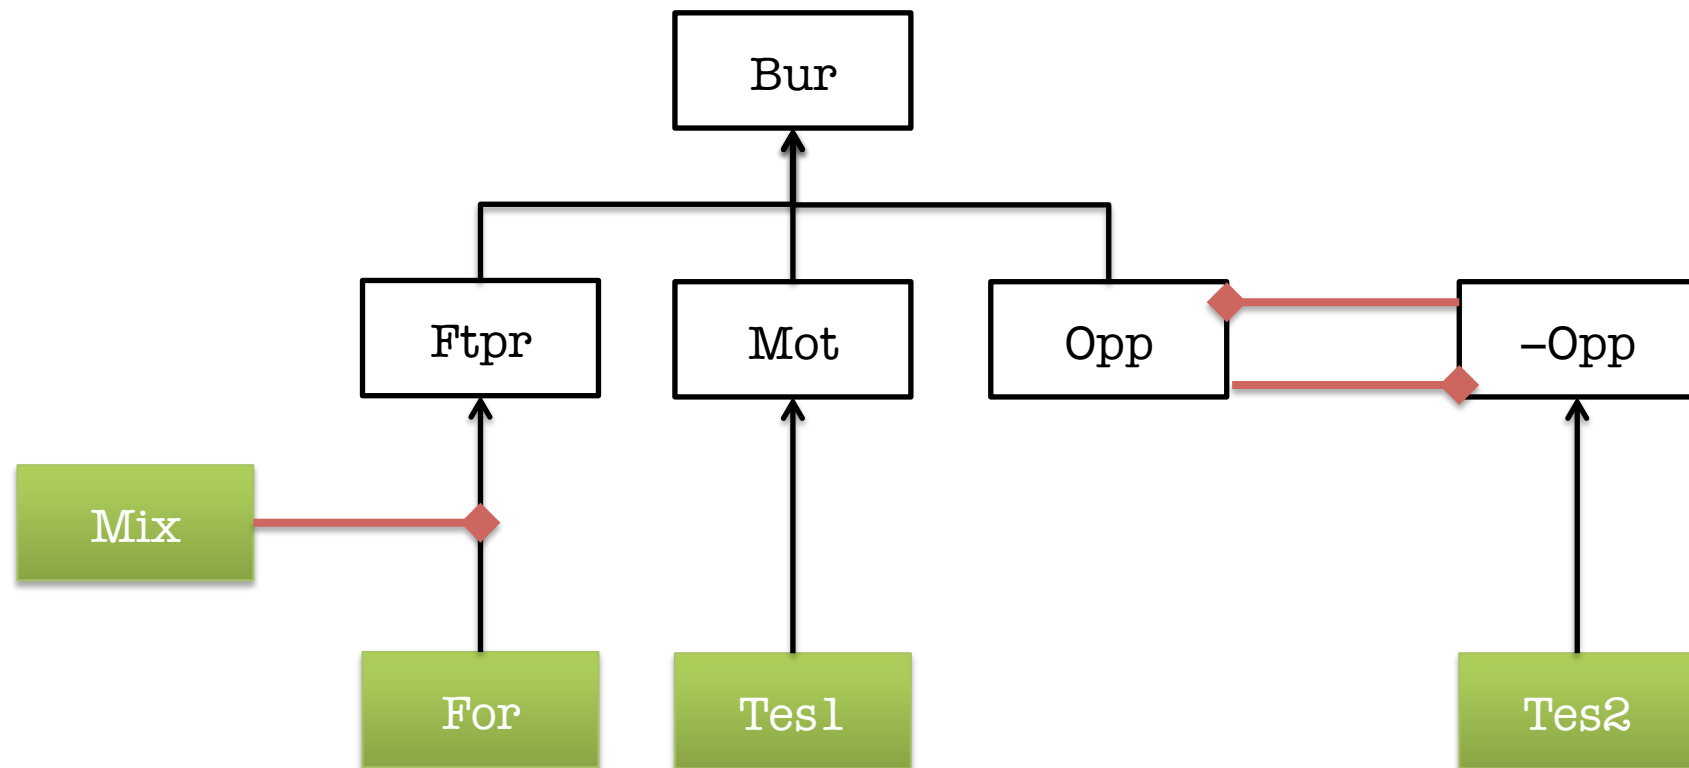 Bur
Ftpr
Mot
Opp
–Opp
Mix
For
Tes1
Tes2